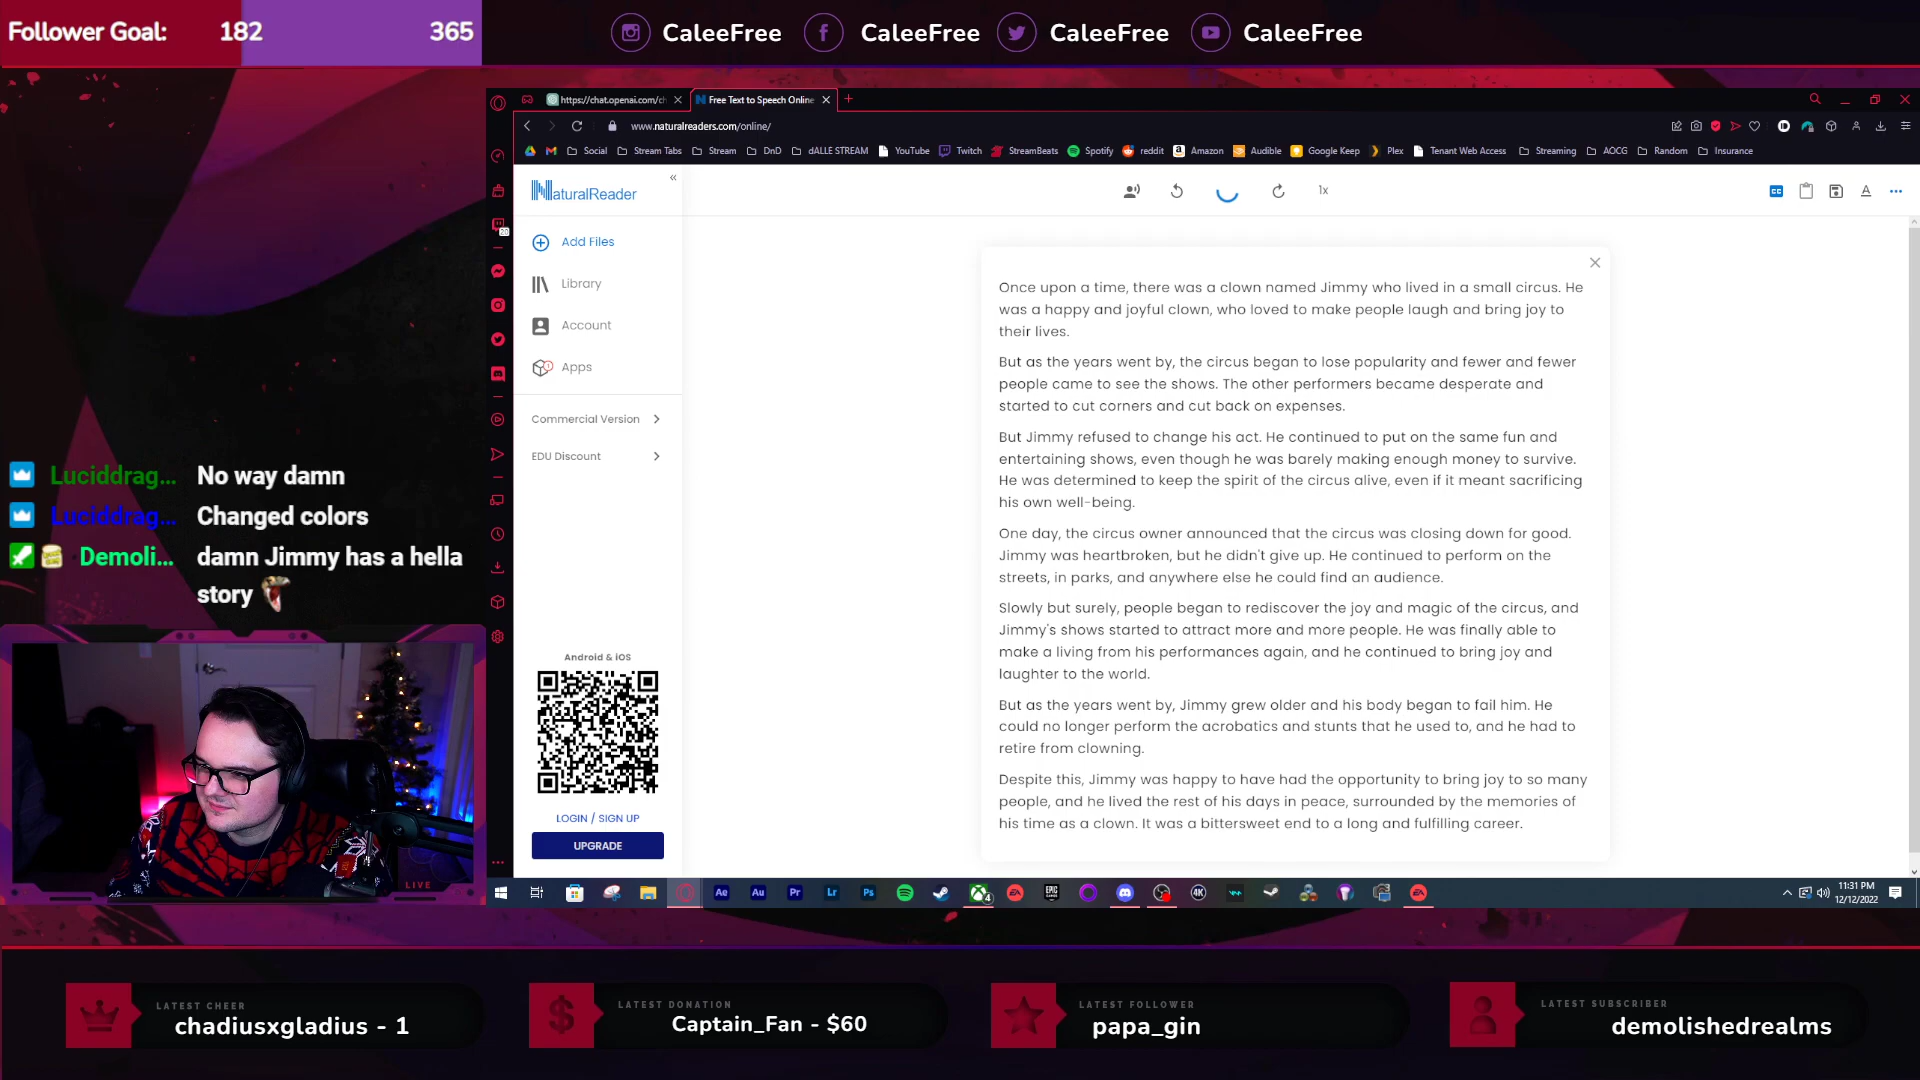 Follower Goal: 182 365
CaleeFree CaleeFree CaleeFree CaleeFree
https://chat.openai.com/ch Free Text to Speech Online
www.naturalreaders.com/online/
Social Stream Tabs Stream DnD dALLE STREAM YouTube Twitch StreamBeats Spotify reddit Amazon Audible Google Keep Plex Tenant Web Access Streaming AOCG Random Insurance
NaturalReader
1x
Add Files
Library
Account
Apps
Commercial Version
EDU Discount
Android & iOS
LOGIN / SIGN UP
UPGRADE
Once upon a time, there was a clown named Jimmy who lived in a small circus. He
was a happy and joyful clown, who loved to make people laugh and bring joy to
their lives.
But as the years went by, the circus began to lose popularity and fewer and fewer
people came to see the shows. The other performers became desperate and
started to cut corners and cut back on expenses.
But Jimmy refused to change his act. He continued to put on the same fun and
entertaining shows, even though he was barely making enough money to survive.
He was determined to keep the spirit of the circus alive, even if it meant sacrificing
his own well-being.
One day, the circus owner announced that the circus was closing down for good.
Jimmy was heartbroken, but he didn't give up. He continued to perform on the
streets, in parks, and anywhere else he could find an audience.
Slowly but surely, people began to rediscover the joy and magic of the circus, and
Jimmy's shows started to attract more and more people. He was finally able to
make a living from his performances again, and he continued to bring joy and
laughter to the world.
But as the years went by, Jimmy grew older and his body began to fail him. He
could no longer perform the acrobatics and stunts that he used to, and he had to
retire from clowning.
Despite this, Jimmy was happy to have had the opportunity to bring joy to so many
people, and he lived the rest of his days in peace, surrounded by the memories of
his time as a clown. It was a bittersweet end to a long and fulfilling career.
Luciddrag... No way damn
Luciddrag... Changed colors
Demoli... damn Jimmy has a hella
story
LIVE
Ae Au Pr Lr Ps
11:31 PM
12/12/2022
LATEST CHEER
chadiusxgladius - 1
LATEST DONATION
Captain_Fan - $60
LATEST FOLLOWER
papa_gin
LATEST SUBSCRIBER
demolishedrealms